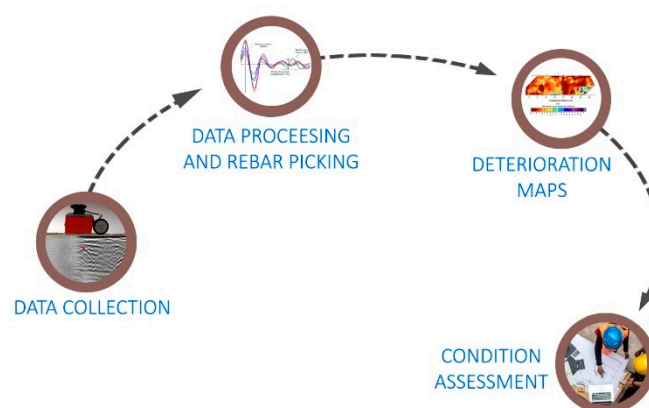 DATA PROCEESING
AND REBAR PICKING
DETERIORATION
MAPS
DATA COLLECTION
CONDITION
ASSESSMENT